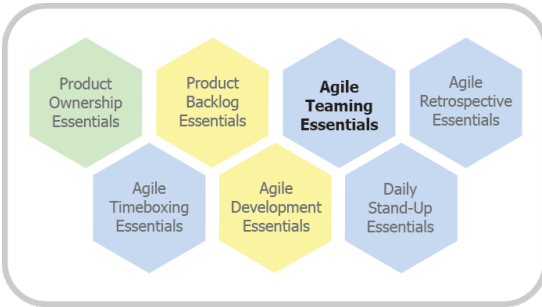 Product
Ownership
Essentials
Product
Backlog
Essentials
Agile
Teaming
Essentials
Agile
Retrospective
Essentials
Agile
Timeboxing
Essentials
Agile
Development
Essentials
Daily
Stand-Up
Essentials